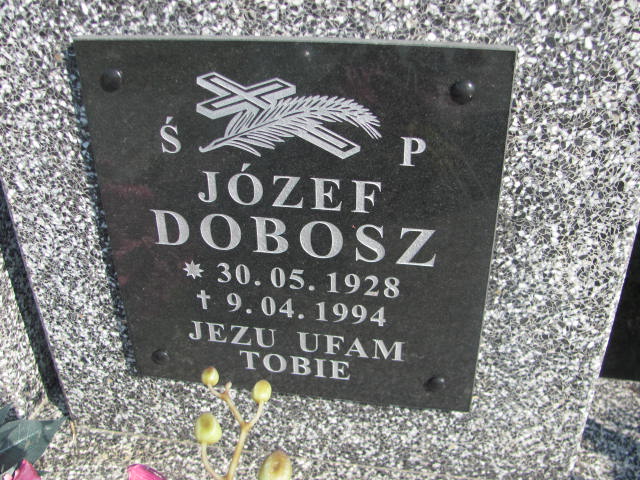 Ś P
JÓZEF
DOBOSZ
✷ 30.05.1928
† 9.04.1994
JEZU UFAM
TOBIE